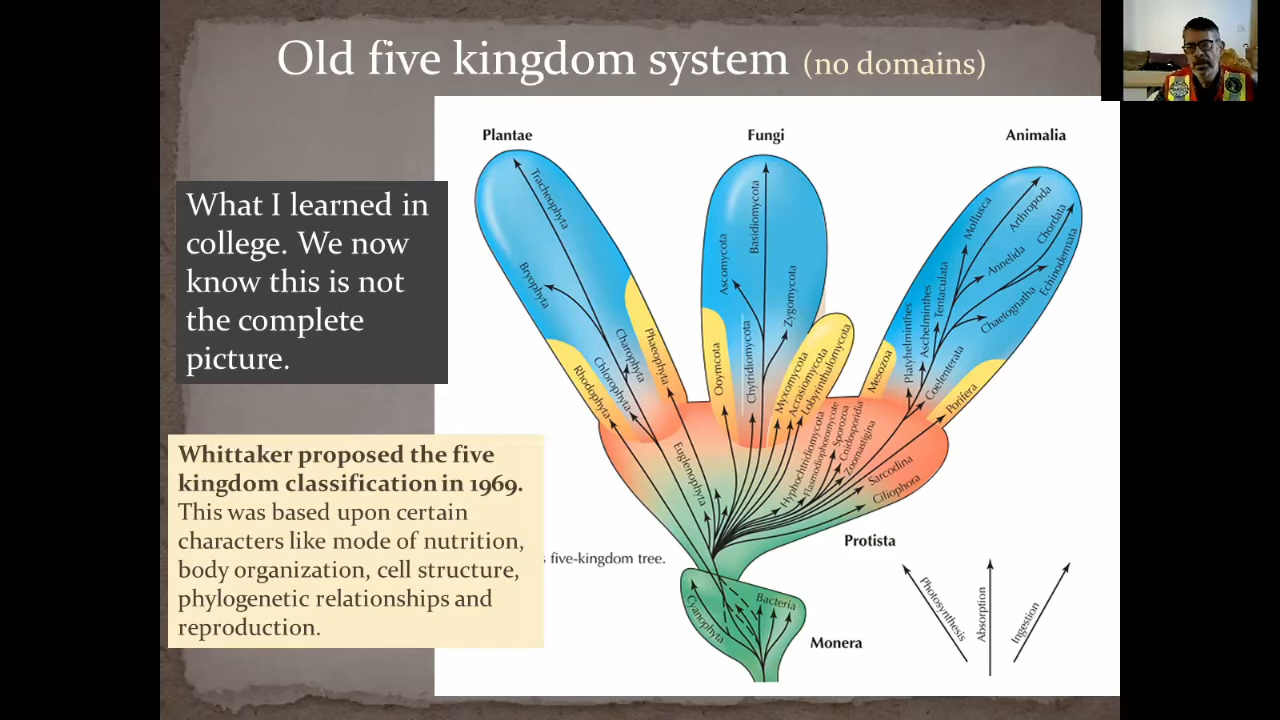 Old five kingdom system (no domains)
What I learned in
college. We now
know this is not
the complete
picture.
Whittaker proposed the five
kingdom classification in 1969.
This was based upon certain
characters like mode of nutrition,
body organization, cell structure,
phylogenetic relationships and
reproduction.
Plantae
Fungi
Animalia
Tracheophyta
Bryophyta
Charophyta
Phaeophyta
Chlorophyta
Rhodophyta
Euglenophyta
Basidiomycota
Ascomycota
Zygomycota
Oomycota
Chytridiomycota
Myxomycota
Acrasiomycota
Lobyrinthulomycota
Mollusca
Arthropoda
Chordata
Annelida
Echinodermata
Tentaculata
Chaetognatha
Aschelminthes
Platyhelminthes
Mesozoa
Coelenterata
Porifera
Hyphochtridiomycota
Plasmodiophoromycote
Sporozoa
Cnidosporidia
Zoomastigina
Sarcodina
Ciliophora
Protista
s five-kingdom tree.
Cyanophyta
Bacteria
Monera
Photosynthesis
Absorption
Ingestion